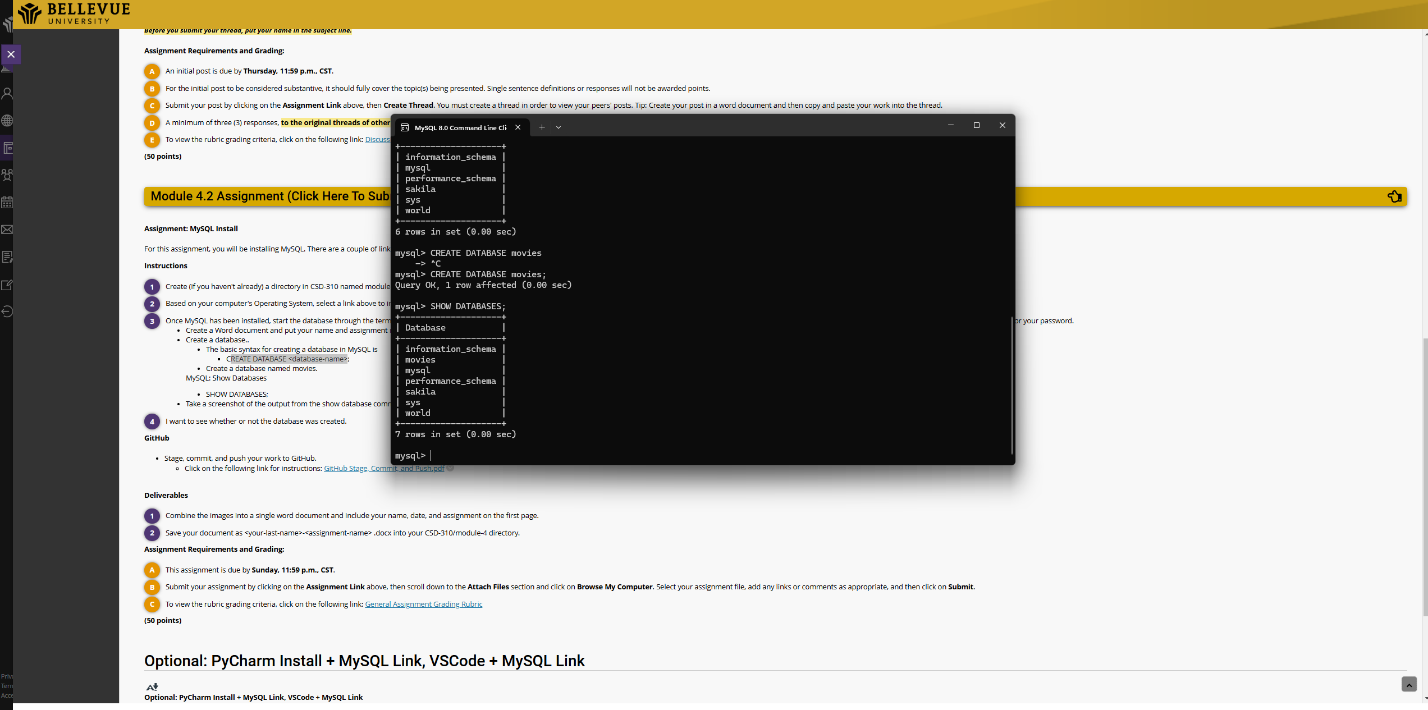 BELLEVUE
UNIVERSITY
Before you submit your thread, put your name in the subject line.
Assignment Requirements and Grading:
A An initial post is due by Thursday, 11:59 p.m., CST.
B For the initial post to be considered substantive, it should fully cover the topic(s) being presented. Single sentence definitions or responses will not be awarded points.
C Submit your post by clicking on the Assignment Link above, then Create Thread. You must create a thread in order to view your peers' posts. Tip: Create your post in a word document and then copy and paste your work into the thread.
D A minimum of three (3) responses, to the original threads of other
E To view the rubric grading criteria, click on the following link: Discuss
(50 points)
Module 4.2 Assignment (Click Here To Sub
Assignment: MySQL Install
For this assignment, you will be installing MySQL. There are a couple of link
Instructions
1 Create (if you haven't already) a directory in CSD-310 named module
2 Based on your computer's Operating System, select a link above to in
3 Once MySQL has been installed, start the database through the term
or your password.
• Create a Word document and put your name and assignment
• Create a database..
• The basic syntax for creating a database in MySQL is
• CREATE DATABASE <database-name>;
• Create a database named movies.
MySQL: Show Databases
• SHOW DATABASES;
• Take a screenshot of the output from the show database com
4 I want to see whether or not the database was created.
GitHub
• Stage, commit, and push your work to GitHub.
Click on the following link for instructions: GitHub Stage, Commit, and Push.pdf
Deliverables
1 Combine the images into a single word document and include your name, date, and assignment on the first page.
2 Save your document as <your-last-name>-<assignment-name> .docx into your CSD-310/module-4 directory.
Assignment Requirements and Grading:
A This assignment is due by Sunday, 11:59 p.m., CST.
B Submit your assignment by clicking on the Assignment Link above, then scroll down to the Attach Files section and click on Browse My Computer. Select your assignment file, add any links or comments as appropriate, and then click on Submit.
C To view the rubric grading criteria, click on the following link: General Assignment Grading Rubric
(50 points)
Optional: PyCharm Install + MySQL Link, VSCode + MySQL Link
Optional: PyCharm Install + MySQL Link, VSCode + MySQL Link
Priva
Term
Acce
MySQL 8.0 Command Line Cli
+--------------------+
| information_schema |
| mysql              |
| performance_schema |
| sakila             |
| sys                |
| world              |
+--------------------+
6 rows in set (0.00 sec)
mysql> CREATE DATABASE movies
    -> ^C
mysql> CREATE DATABASE movies;
Query OK, 1 row affected (0.00 sec)
mysql> SHOW DATABASES;
+--------------------+
| Database           |
+--------------------+
| information_schema |
| movies             |
| mysql              |
| performance_schema |
| sakila             |
| sys                |
| world              |
+--------------------+
7 rows in set (0.00 sec)
mysql>